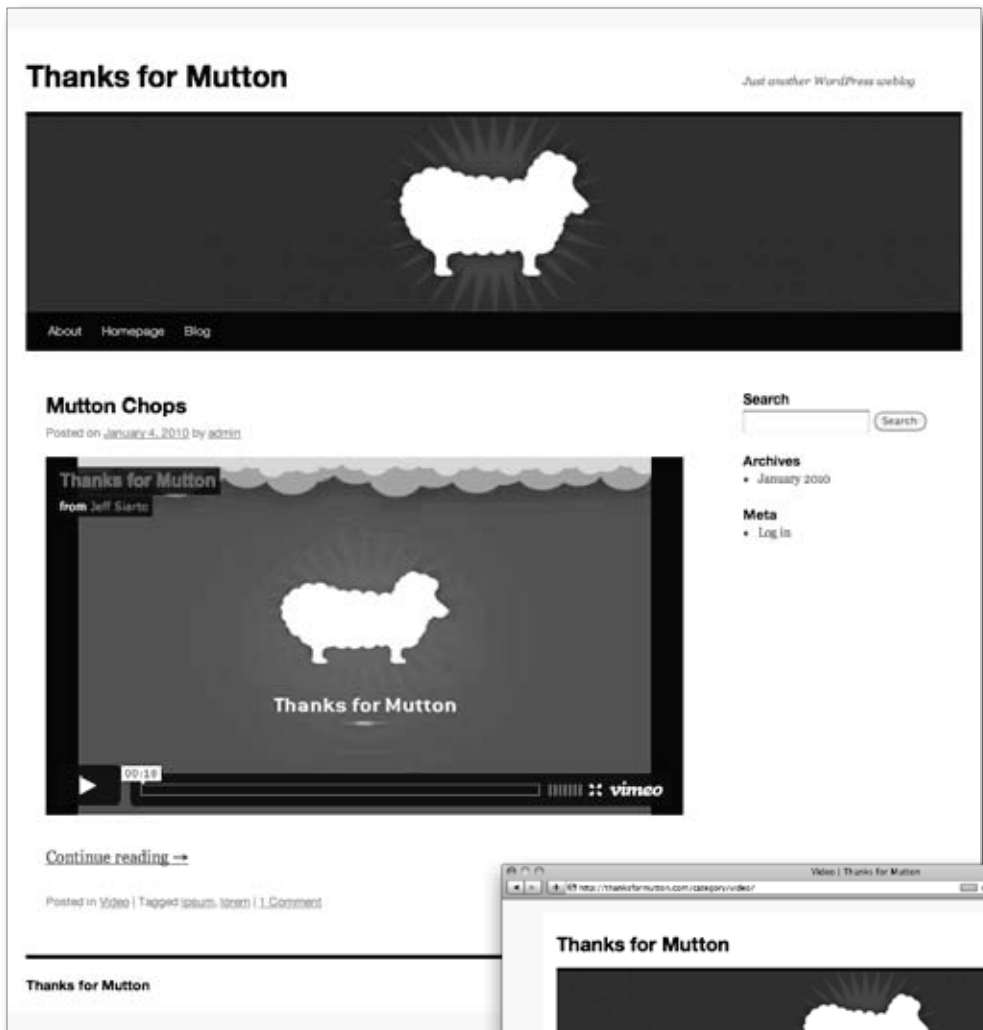 Thanks for Mutton
Just another WordPress weblog
About Homepage Blog
Mutton Chops
Posted on January 4, 2010 by admin
Thanks for Mutton
from Jeff Siarto
Thanks for Mutton
00:18
vimeo
Continue reading →
Posted in Video | Tagged ipsum, lorem | 1 Comment
Thanks for Mutton
Search
Search
Archives
• January 2010
Meta
• Log in
Video | Thanks for Mutton
http://thanksformutton.com/category/video/
Thanks for Mutton